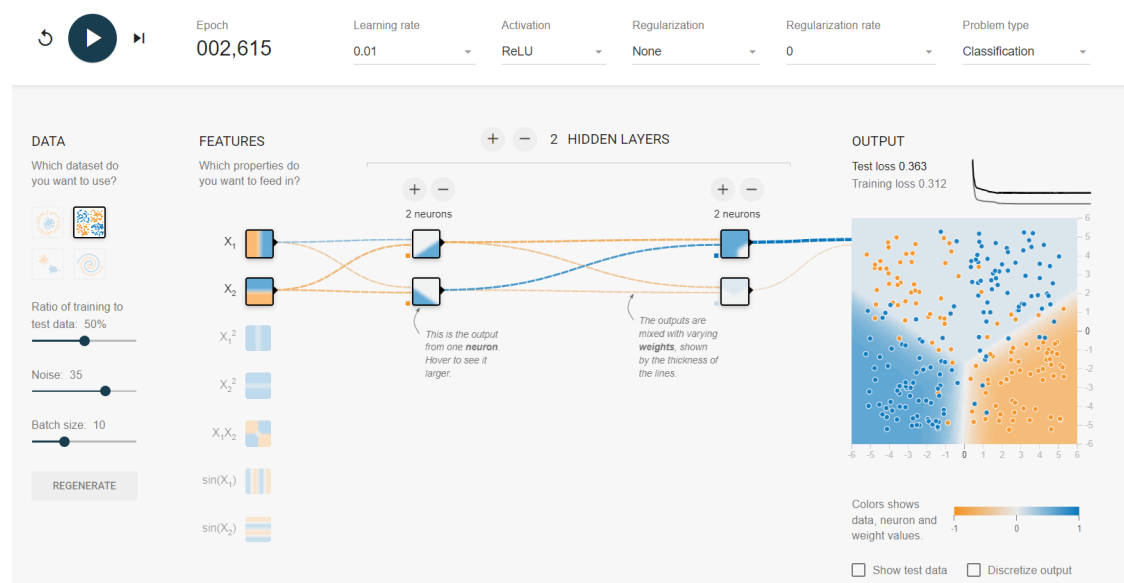 Epoch
002,615
Learning rate
0.01
Activation
ReLU
Regularization
None
Regularization rate
0
Problem type
Classification
DATA
Which dataset do
you want to use?
Ratio of training to
test data: 50%
Noise: 35
Batch size: 10
REGENERATE
FEATURES
Which properties do
you want to feed in?
X1
X2
X1²
X2²
X1X2
sin(X1)
sin(X2)
+ − 2 HIDDEN LAYERS
+ −
2 neurons
+ −
2 neurons
This is the output
from one neuron.
Hover to see it
larger.
The outputs are
mixed with varying
weights, shown
by the thickness of
the lines.
OUTPUT
Test loss 0.363
Training loss 0.312
6
5
4
3
2
1
0
-1
-2
-3
-4
-5
-6
-6 -5 -4 -3 -2 -1 0 1 2 3 4 5 6
Colors shows
data, neuron and
weight values.
-1 0 1
Show test data
Discretize output